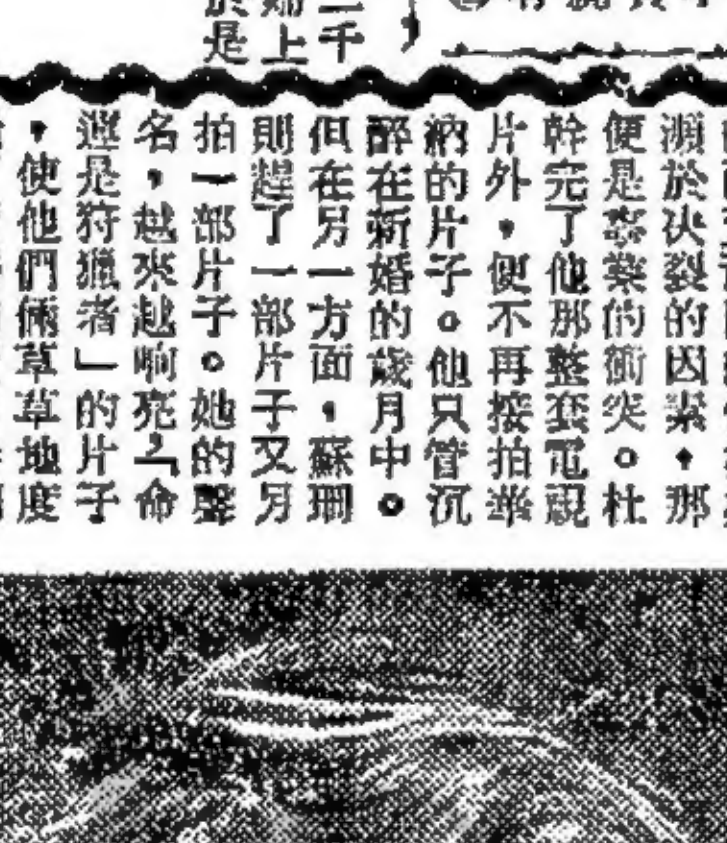 二千
上
於是
瀕於決裂的因素，那
便是事業的衝突。杜
幹完了他那整套電視
片外，便不再接拍華
納的片子。他只管沉
醉在新婚的歲月中。
但在另一方面，蘇珊
則趕了一部片子又另
拍一部片子。她的聲
名，越來越响亮，「命
運是狩獵者」的片子
，使他們倆草草地度